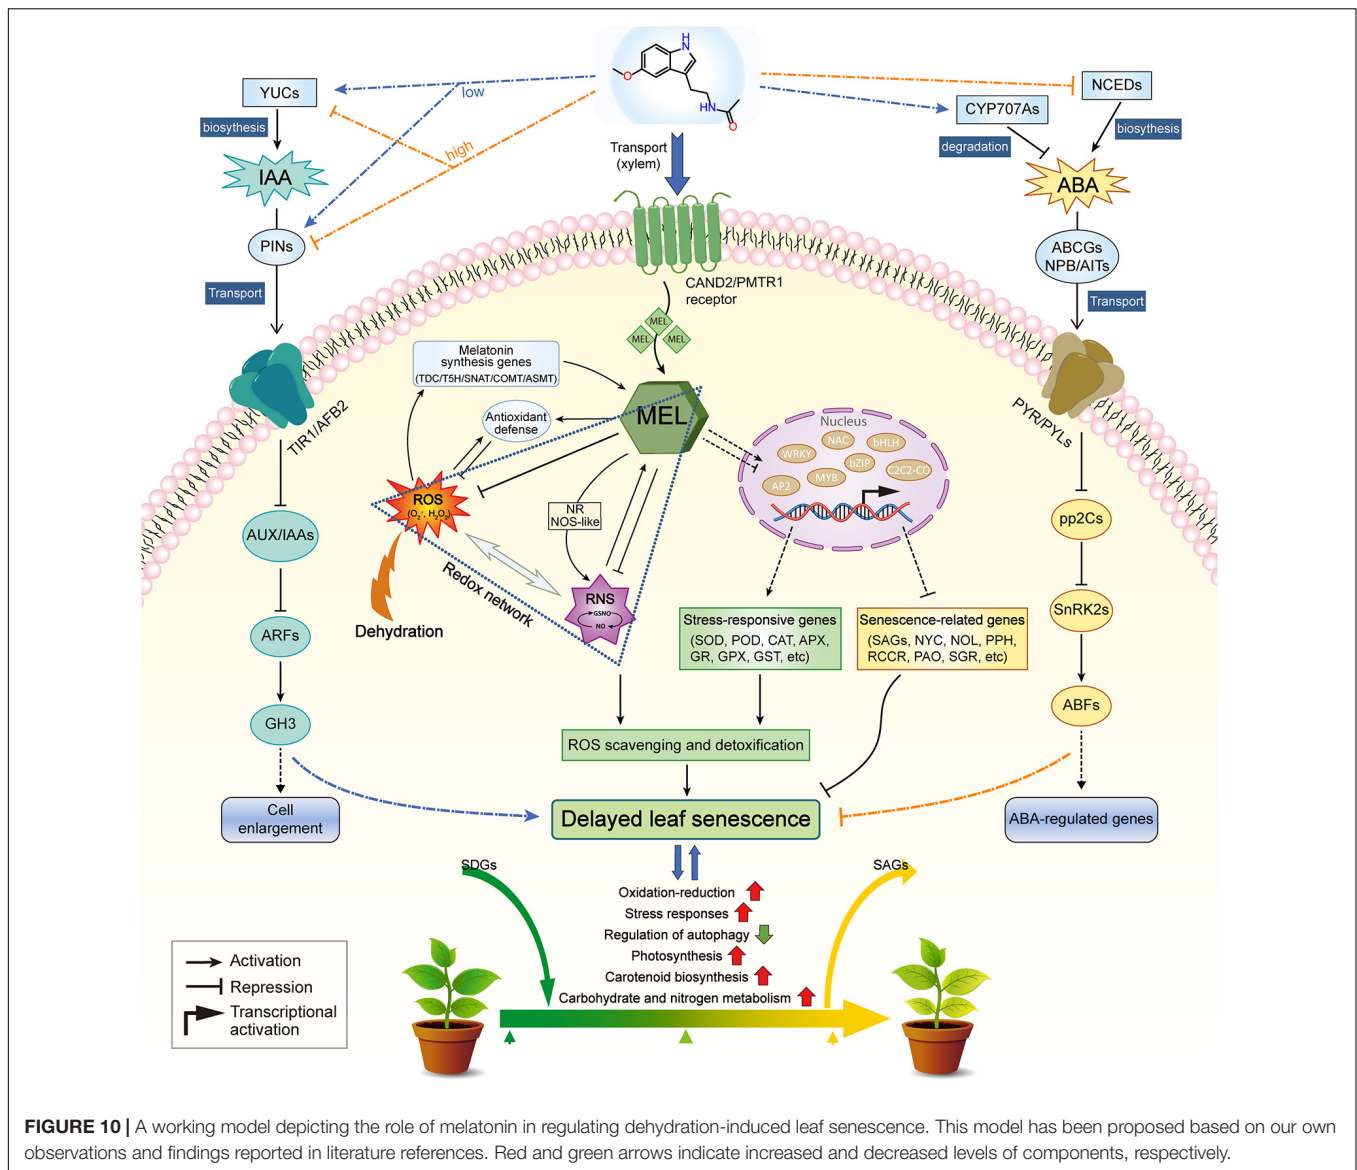 YUCs
low
biosythesis
high
IAA
PINs
Transport
H
N
O
HN
O
Transport
(xylem)
NCEDs
CYP707As
biosythesis
degradation
ABA
ABCGs
NPB/AITs
Transport
CAND2/PMTR1
receptor
MEL
MEL
MEL
Melatonin
synthesis genes
(TDC/T5H/SNAT/COMT/ASMT)
MEL
Antioxidant
defense
TIR1/AFB2
PYR/PYLs
Nucleus
NAC
bHLH
WRKY
bZIP
C2C2-CO
MYB
AP2
ROS
(O₂⁻, H₂O₂)
NR
NOS-like
AUX/IAAs
pp2Cs
Redox network
RNS
GSNO
NO
Dehydration
ARFs
SnRK2s
Stress-responsive genes
(SOD, POD, CAT, APX,
GR, GPX, GST, etc)
Senescence-related genes
(SAGs, NYC, NOL, PPH,
RCCR, PAO, SGR, etc)
GH3
ABFs
ROS scavenging and detoxification
Cell
enlargement
Delayed leaf senescence
ABA-regulated genes
SDGs
SAGs
Oxidation-reduction
Stress responses
Regulation of autophagy
Photosynthesis
Carotenoid biosynthesis
Carbohydrate and nitrogen metabolism
Activation
Repression
Transcriptional
activation
FIGURE 10 | A working model depicting the role of melatonin in regulating dehydration-induced leaf senescence. This model has been proposed based on our own
observations and findings reported in literature references. Red and green arrows indicate increased and decreased levels of components, respectively.